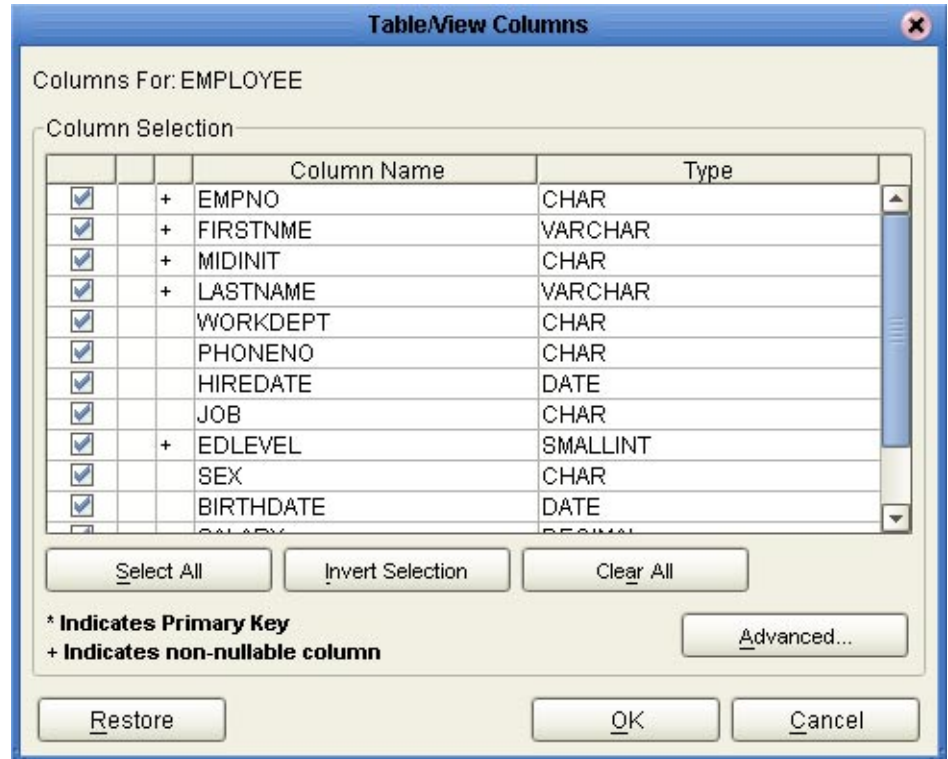 Table/View Columns
Columns For: EMPLOYEE
Column Selection
Column Name Type
+ EMPNO CHAR
+ FIRSTNME VARCHAR
+ MIDINIT CHAR
+ LASTNAME VARCHAR
WORKDEPT CHAR
PHONENO CHAR
HIREDATE DATE
JOB CHAR
+ EDLEVEL SMALLINT
SEX CHAR
BIRTHDATE DATE
Select All Invert Selection Clear All
* Indicates Primary Key
+ Indicates non-nullable column
Advanced...
Restore OK Cancel